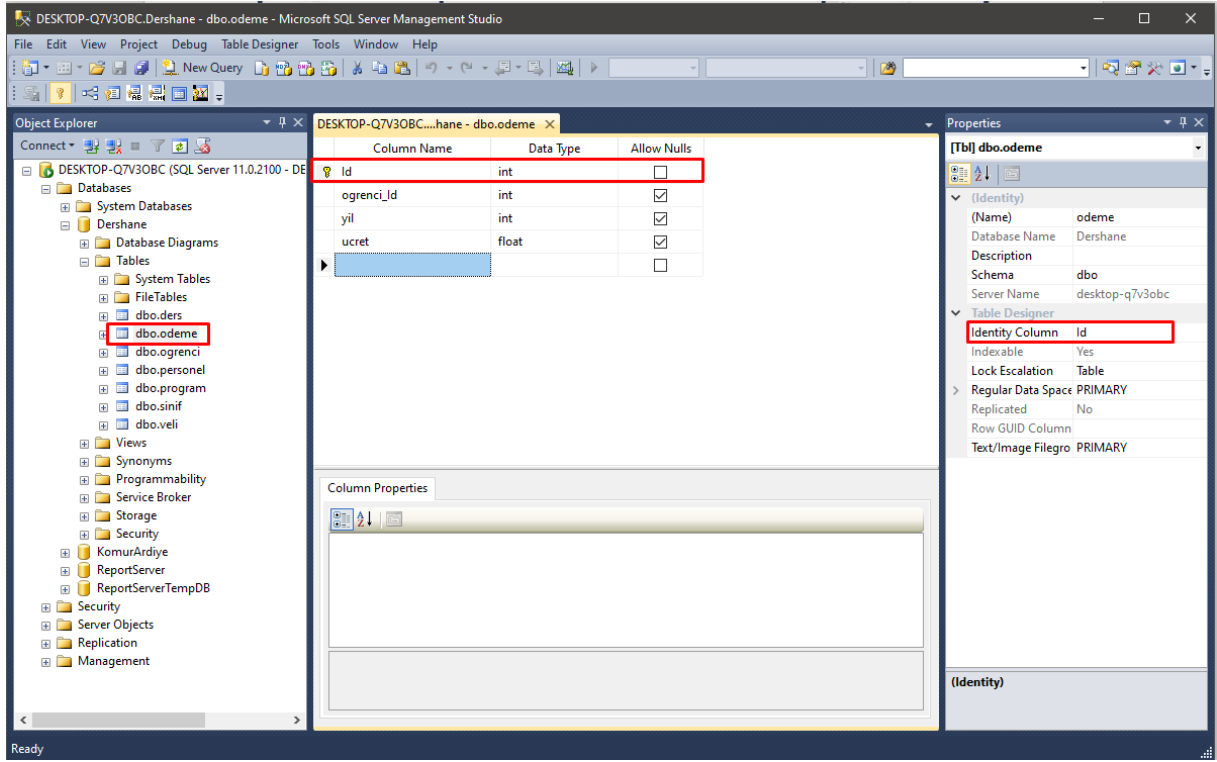 DESKTOP-Q7V3OBC.Dershane - dbo.odeme - Microsoft SQL Server Management Studio
File Edit View Project Debug Table Designer Tools Window Help
New Query
Object Explorer
Connect
DESKTOP-Q7V3OBC (SQL Server 11.0.2100 - DE
Databases
System Databases
Dershane
Database Diagrams
Tables
System Tables
FileTables
dbo.ders
dbo.odeme
dbo.ogrenci
dbo.personel
dbo.program
dbo.sinif
dbo.veli
Views
Synonyms
Programmability
Service Broker
Storage
Security
KomurArdiye
ReportServer
ReportServerTempDB
Security
Server Objects
Replication
Management
DESKTOP-Q7V3OBC....hane - dbo.odeme
Column Name Data Type Allow Nulls
Id int
ogrenci_Id int
yil int
ucret float
Column Properties
Properties
[Tbl] dbo.odeme
(Identity)
(Name) odeme
Database Name Dershane
Description
Schema dbo
Server Name desktop-q7v3obc
Table Designer
Identity Column Id
Indexable Yes
Lock Escalation Table
Regular Data Space PRIMARY
Replicated No
Row GUID Column
Text/Image Filegro PRIMARY
(Identity)
Ready